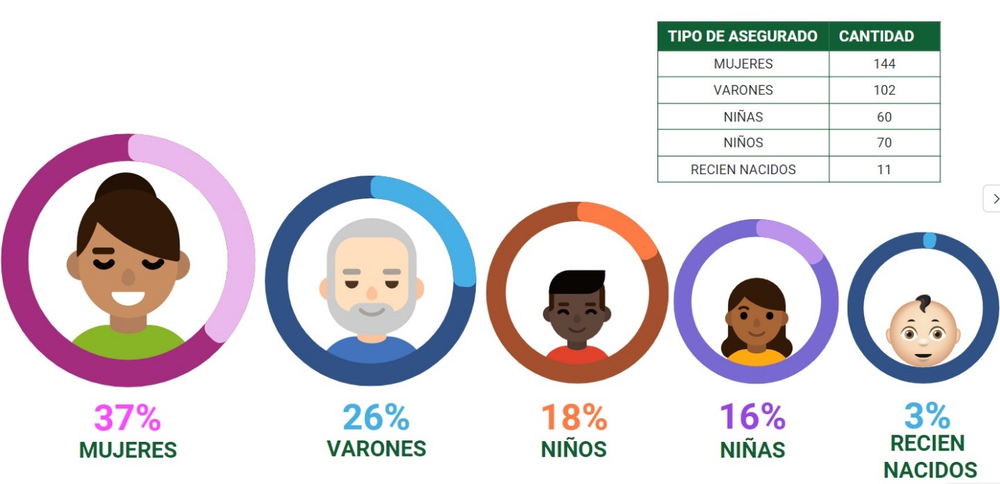 TIPO DE ASEGURADO CANTIDAD
MUJERES 144
VARONES 102
NIÑAS 60
NIÑOS 70
RECIEN NACIDOS 11
37%
MUJERES
26%
VARONES
18%
NIÑOS
16%
NIÑAS
3%
RECIEN
NACIDOS